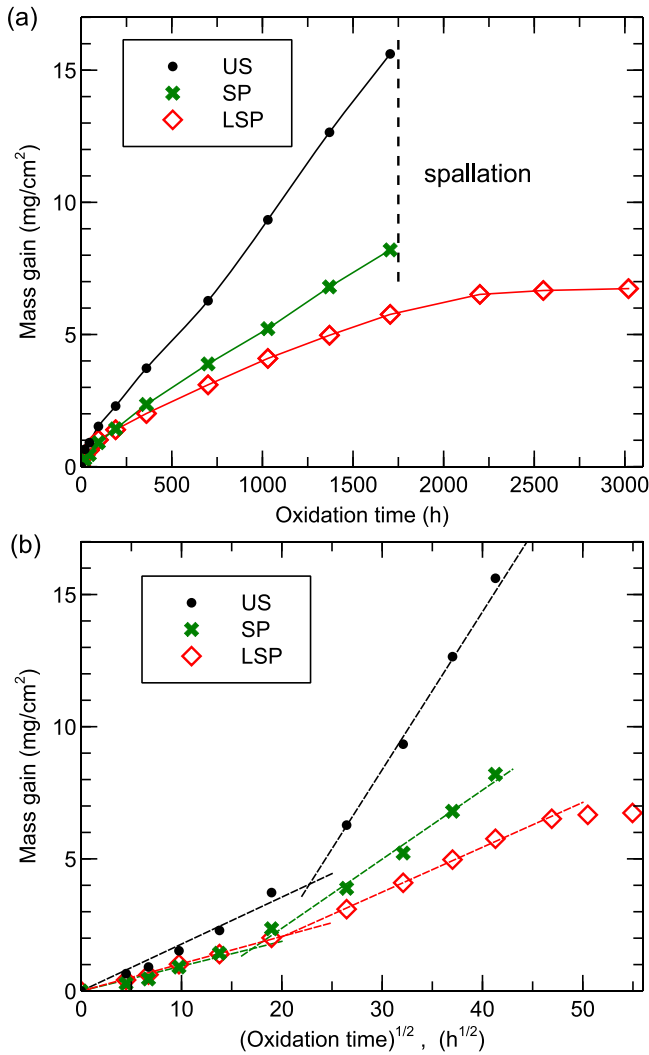 (a)
15
10
5
0
Mass gain (mg/cm²)
US
SP
LSP
spallation
0 500 1000 1500 2000 2500 3000
Oxidation time (h)
(b)
15
10
5
0
Mass gain (mg/cm²)
US
SP
LSP
0 10 20 30 40 50
(Oxidation time)^1/2 , (h^1/2)